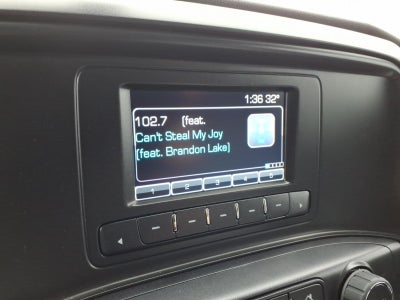 1:36 32°
102.7 (feat.
Can't Steal My Joy
(feat. Brandon Lake)
1 2 3 4 5